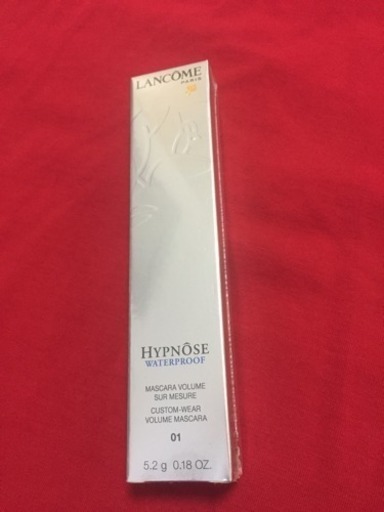 LANCÔME
PARIS
HYPNÔSE
WATERPROOF
MASCARA VOLUME
SUR MESURE
CUSTOM-WEAR
VOLUME MASCARA
01
5.2 g 0.18 OZ.